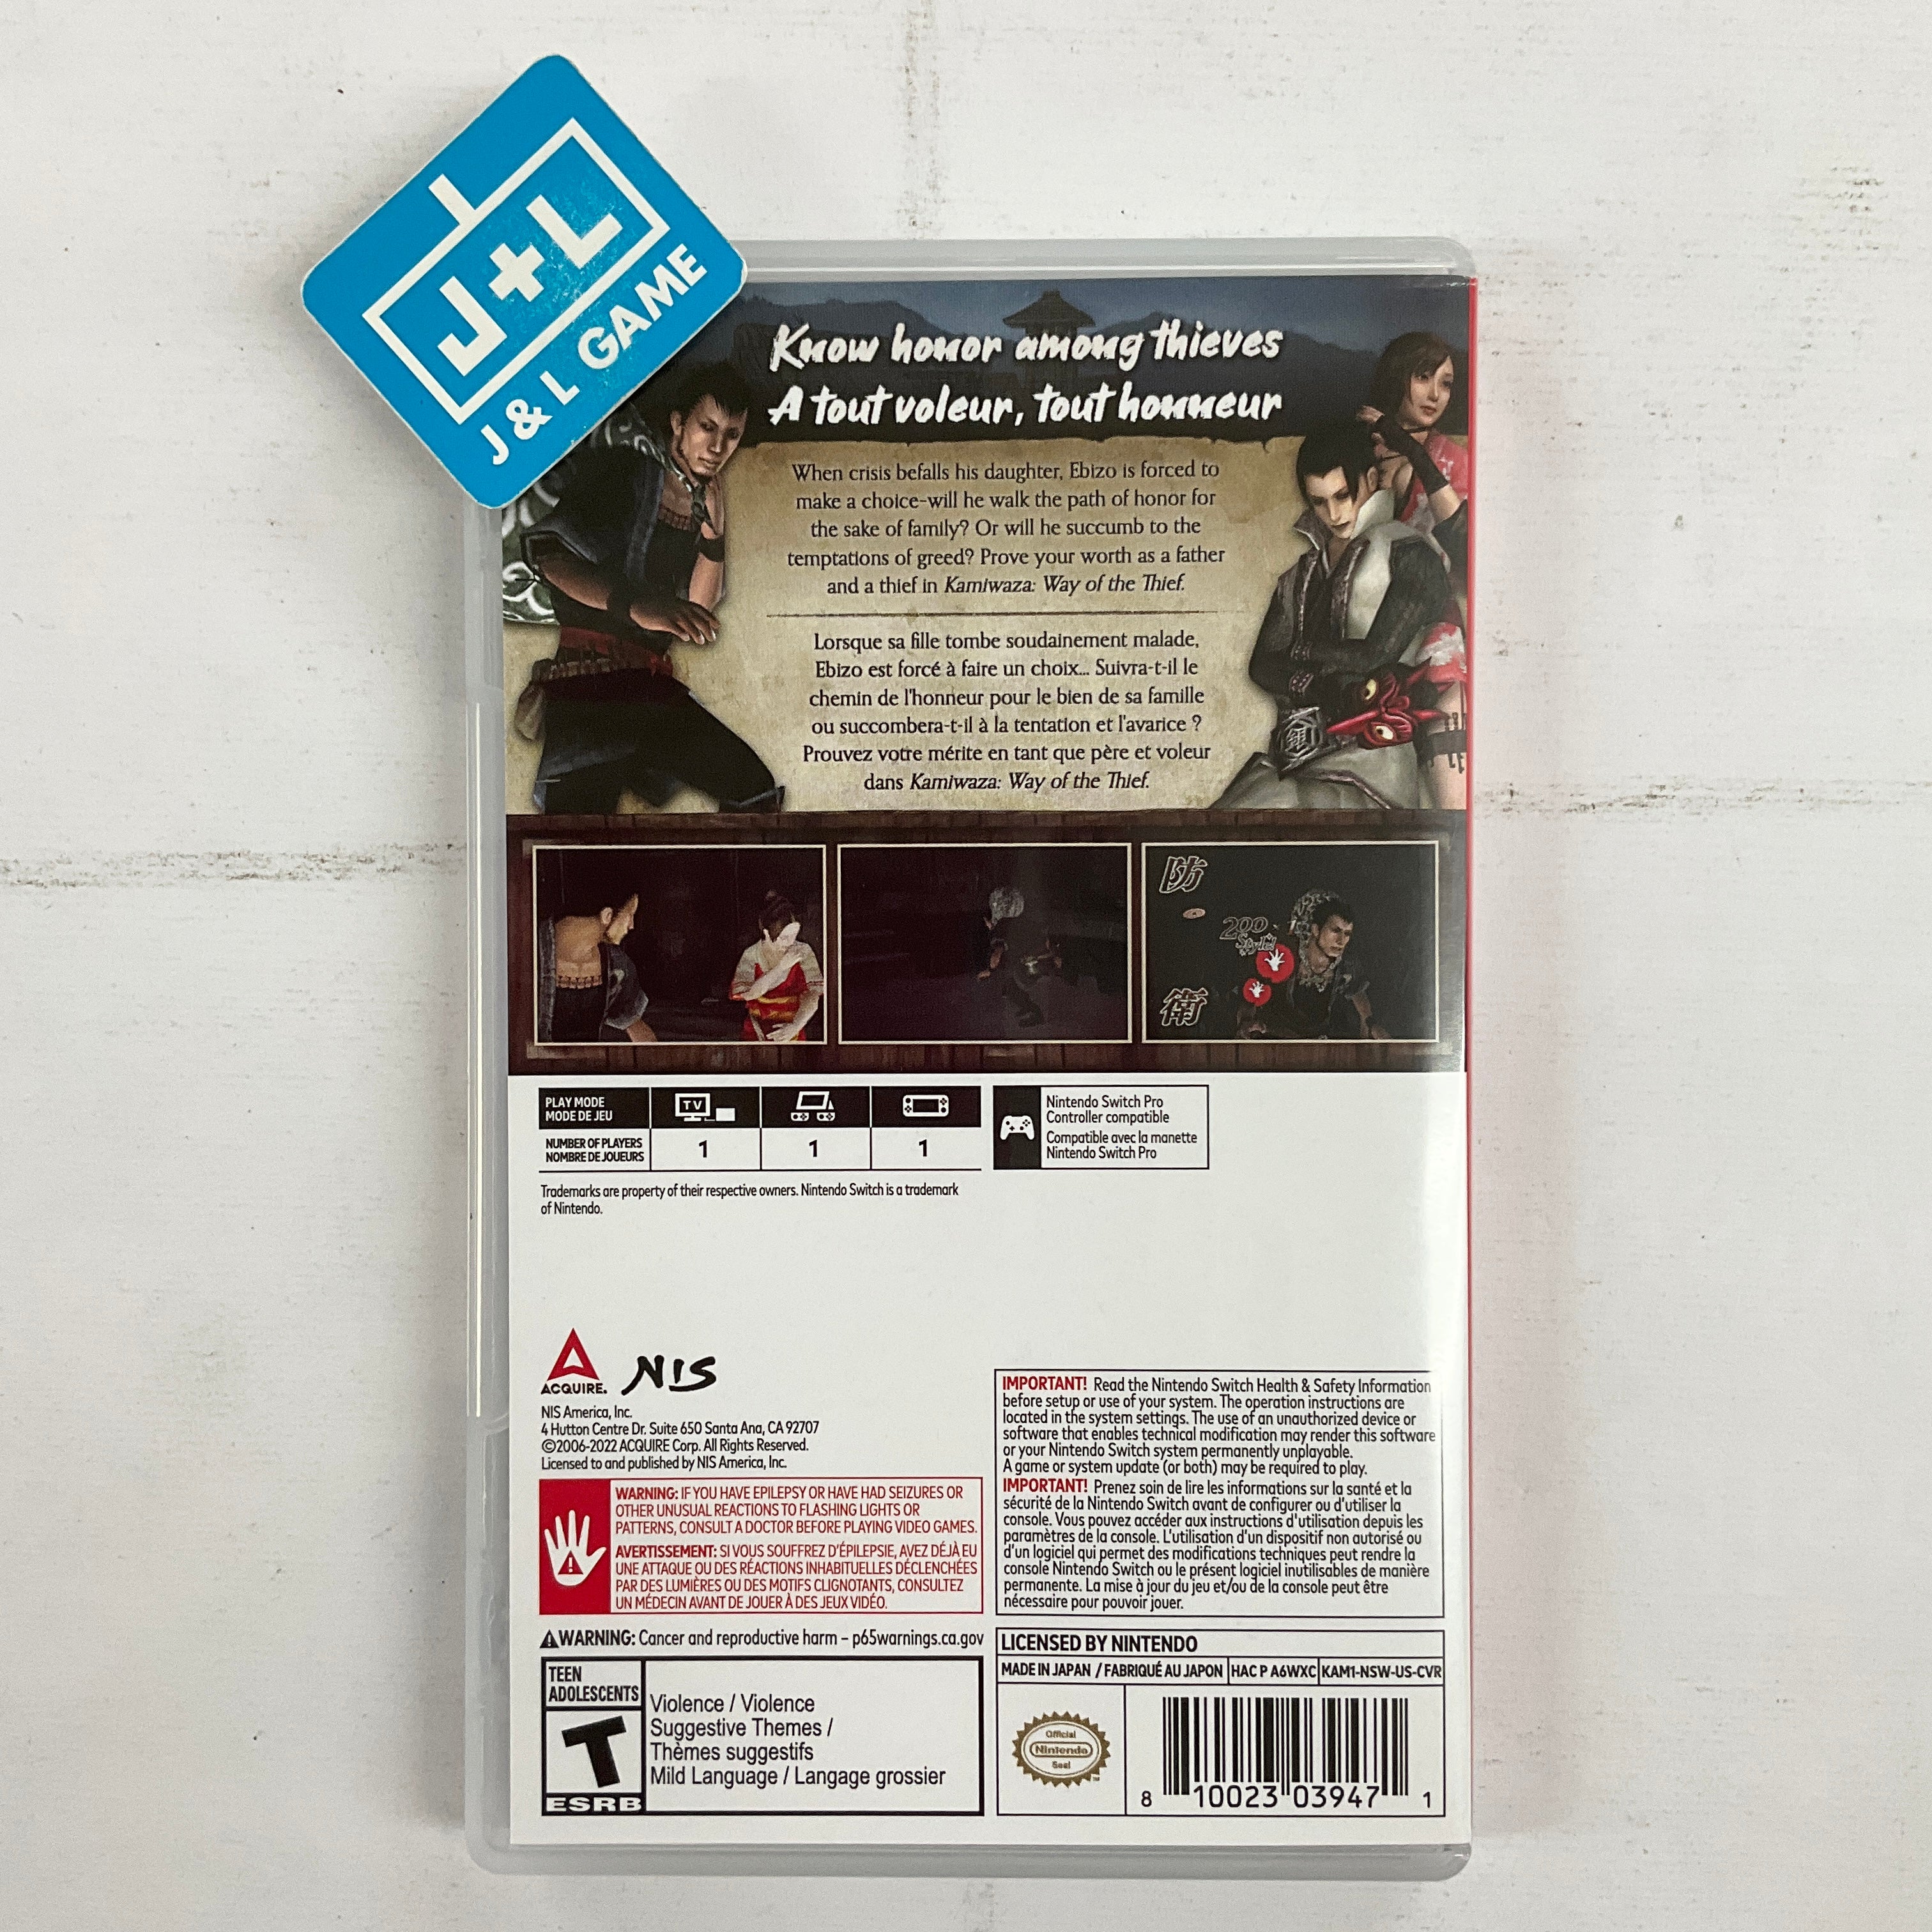 J+L
J & L GAME
Know honor among thieves
A tout voleur, tout honneur
When crisis befalls his daughter, Ebizo is forced to
make a choice-will he walk the path of honor for
the sake of family? Or will he succumb to the
temptations of greed? Prove your worth as a father
and a thief in Kamiwaza: Way of the Thief.
Lorsque sa fille tombe soudainement malade,
Ebizo est forcé à faire un choix... Suivra-t-il le
chemin de l'honneur pour le bien de sa famille
ou succombera-t-il à la tentation et l'avarice ?
Prouvez votre mérite en tant que père et voleur
dans Kamiwaza: Way of the Thief.
防
200
Style!
衛
PLAY MODE
MODE DE JEU
TV
NUMBER OF PLAYERS
NOMBRE DE JOUEURS
1 1 1
Nintendo Switch Pro
Controller compatible
Compatible avec la manette
Nintendo Switch Pro
Trademarks are property of their respective owners. Nintendo Switch is a trademark
of Nintendo.
ACQUIRE. NIS
NIS America, Inc.
4 Hutton Centre Dr. Suite 650 Santa Ana, CA 92707
©2006-2022 ACQUIRE Corp. All Rights Reserved.
Licensed to and published by NIS America, Inc.
WARNING: IF YOU HAVE EPILEPSY OR HAVE HAD SEIZURES OR
OTHER UNUSUAL REACTIONS TO FLASHING LIGHTS OR
PATTERNS, CONSULT A DOCTOR BEFORE PLAYING VIDEO GAMES.
AVERTISSEMENT: SI VOUS SOUFFREZ D'ÉPILEPSIE, AVEZ DÉJÀ EU
UNE ATTAQUE OU DES RÉACTIONS INHABITUELLES DÉCLENCHÉES
PAR DES LUMIÈRES OU DES MOTIFS CLIGNOTANTS, CONSULTEZ
UN MÉDECIN AVANT DE JOUER À DES JEUX VIDÉO.
WARNING: Cancer and reproductive harm – p65warnings.ca.gov
TEEN
ADOLESCENTS
T
ESRB
Violence / Violence
Suggestive Themes /
Thèmes suggestifs
Mild Language / Langage grossier
IMPORTANT! Read the Nintendo Switch Health & Safety Information
before setup or use of your system. The operation instructions are
located in the system settings. The use of an unauthorized device or
software that enables technical modification may render this software
or your Nintendo Switch system permanently unplayable.
A game or system update (or both) may be required to play.
IMPORTANT! Prenez soin de lire les informations sur la santé et la
sécurité de la Nintendo Switch avant de configurer ou d'utiliser la
console. Vous pouvez accéder aux instructions d'utilisation depuis les
paramètres de la console. L'utilisation d'un dispositif non autorisé ou
d'un logiciel qui permet des modifications techniques peut rendre la
console Nintendo Switch ou le présent logiciel inutilisables de manière
permanente. La mise à jour du jeu et/ou de la console peut être
nécessaire pour pouvoir jouer.
LICENSED BY NINTENDO
MADE IN JAPAN / FABRIQUÉ AU JAPON HAC P A6WXC KAM1-NSW-US-CVR
Official
Nintendo
Seal
TM
8 10023 03947 1